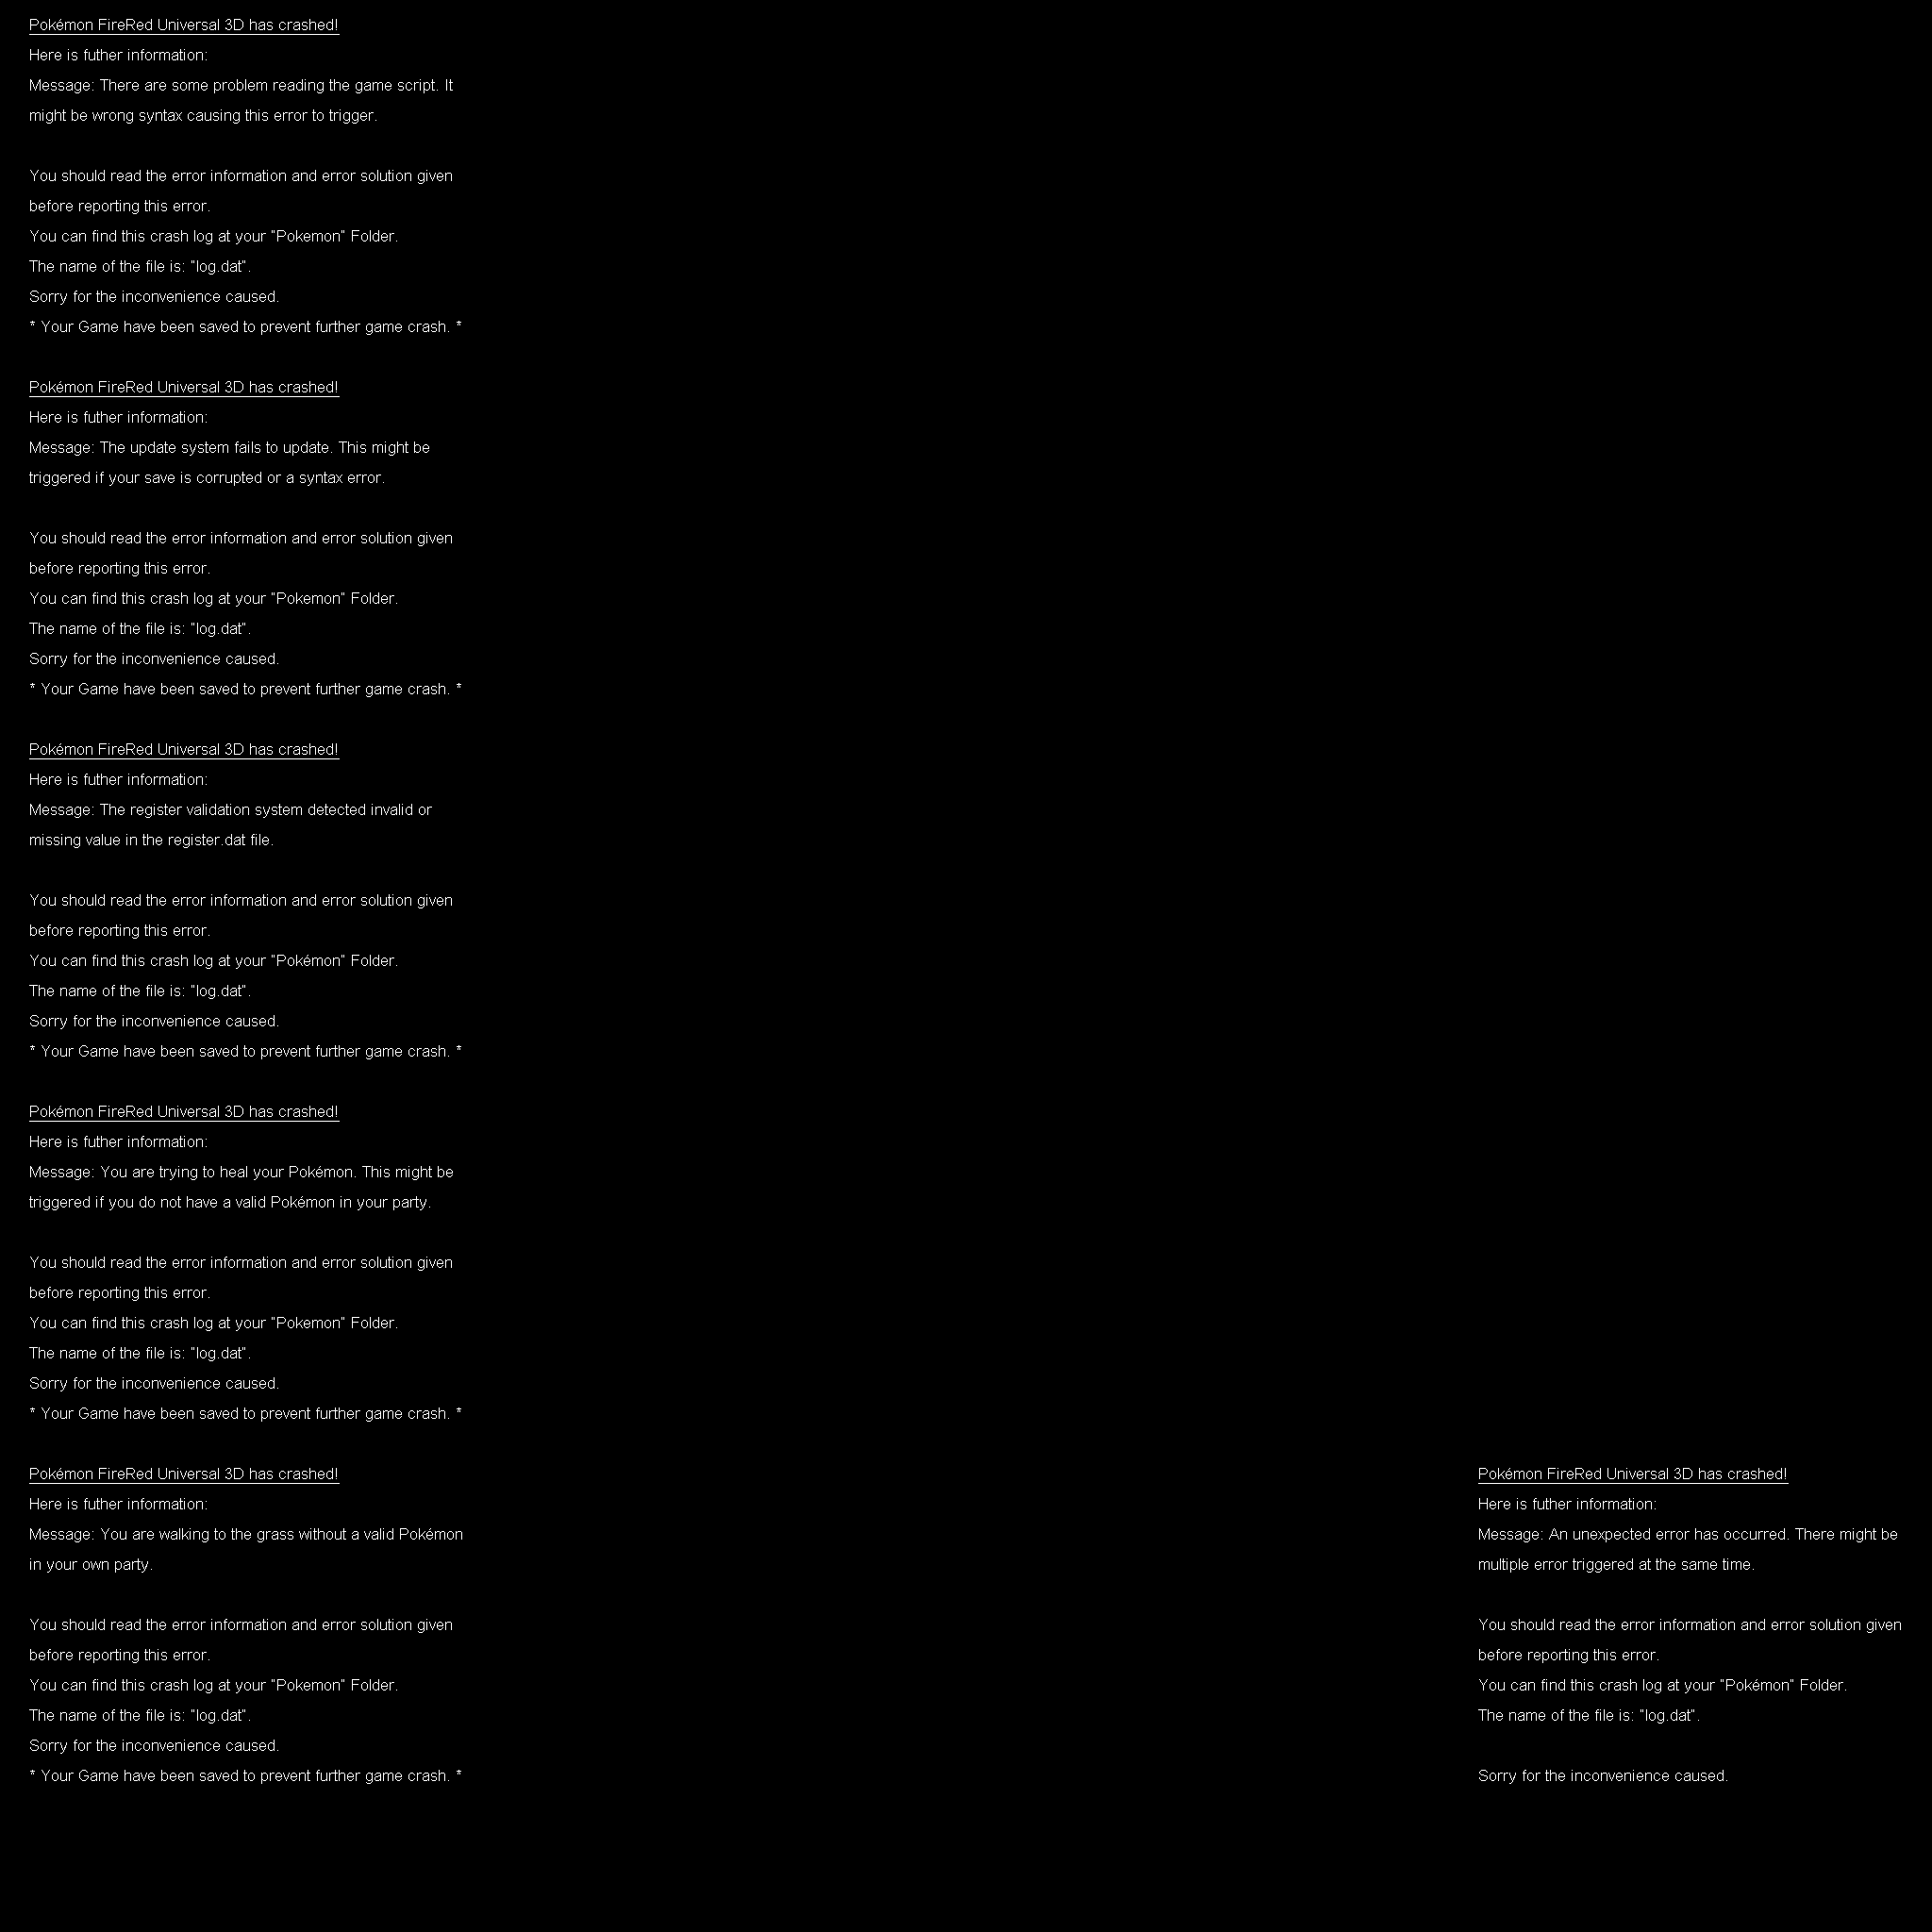 Pokémon FireRed Universal 3D has crashed!
Here is futher information:
Message: There are some problem reading the game script. It
might be wrong syntax causing this error to trigger.
You should read the error information and error solution given
before reporting this error.
You can find this crash log at your "Pokemon" Folder.
The name of the file is: "log.dat".
Sorry for the inconvenience caused.
* Your Game have been saved to prevent further game crash. *
Pokémon FireRed Universal 3D has crashed!
Here is futher information:
Message: The update system fails to update. This might be
triggered if your save is corrupted or a syntax error.
You should read the error information and error solution given
before reporting this error.
You can find this crash log at your "Pokemon" Folder.
The name of the file is: "log.dat".
Sorry for the inconvenience caused.
* Your Game have been saved to prevent further game crash. *
Pokémon FireRed Universal 3D has crashed!
Here is futher information:
Message: The register validation system detected invalid or
missing value in the register.dat file.
You should read the error information and error solution given
before reporting this error.
You can find this crash log at your "Pokémon" Folder.
The name of the file is: "log.dat".
Sorry for the inconvenience caused.
* Your Game have been saved to prevent further game crash. *
Pokémon FireRed Universal 3D has crashed!
Here is futher information:
Message: You are trying to heal your Pokémon. This might be
triggered if you do not have a valid Pokémon in your party.
You should read the error information and error solution given
before reporting this error.
You can find this crash log at your "Pokemon" Folder.
The name of the file is: "log.dat".
Sorry for the inconvenience caused.
* Your Game have been saved to prevent further game crash. *
Pokémon FireRed Universal 3D has crashed!
Here is futher information:
Message: You are walking to the grass without a valid Pokémon
in your own party.
You should read the error information and error solution given
before reporting this error.
You can find this crash log at your "Pokemon" Folder.
The name of the file is: "log.dat".
Sorry for the inconvenience caused.
* Your Game have been saved to prevent further game crash. *
Pokémon FireRed Universal 3D has crashed!
Here is futher information:
Message: An unexpected error has occurred. There might be
multiple error triggered at the same time.
You should read the error information and error solution given
before reporting this error.
You can find this crash log at your "Pokémon" Folder.
The name of the file is: "log.dat".
Sorry for the inconvenience caused.